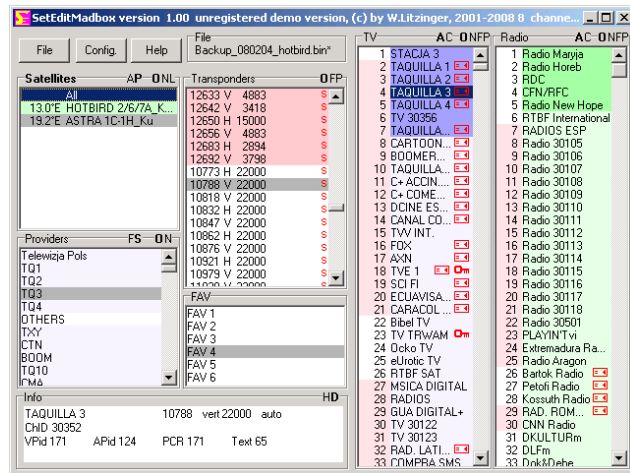 SetEditMadbox version 1.00 unregistered demo version, (c) by W.Litzinger, 2001-2008 8 channe...
File
Config.
Help
File
Backup_080204_hotbird.bin*
Satellites AP-ONL
All
13.0°E HOTBIRD 2/6/7A_K...
19.2°E ASTRA 1C-1H_Ku
Transponders OFP
12633 V 4883 S
12642 V 3418 S
12650 H 15000 S
12656 V 4883 S
12683 H 2894 S
12692 V 3798 S
10773 H 22000 S
10788 V 22000 S
10818 V 22000 S
10832 H 22000 S
10847 V 22000 S
10862 H 22000 S
10876 V 22000 S
10921 H 22000 S
10979 V 22000 S
11020 V 22000 S
Providers FS ON
Telewizja Pols
TQ1
TQ2
TQ3
TQ4
OTHERS
TXY
CTN
BOOM
TQ10
CMA
FAV
FAV 1
FAV 2
FAV 3
FAV 4
FAV 5
FAV 6
Info HD
TAQUILLA 3 10788 vert 22000 auto
ChID 30352
VPid 171 APid 124 PCR 171 Text 65
TV AC-ONFP
1 STACJA 3
2 TAQUILLA 1
3 TAQUILLA 2
4 TAQUILLA 3
5 TAQUILLA 4
6 TV 30356
7 TAQUILLA...
8 CARTOON...
9 BOOMER...
10 TAQUILLA...
11 C+ ACCIN...
12 C+ COME...
13 DCINE ES...
14 CANAL CO...
15 TVV INT.
16 FOX
17 AXN
18 TVE 1
19 SCI FI
20 ECUAVISA...
21 CARACOL ...
22 Bibel TV
23 TV TRWAM
24 Ocko TV
25 eUrotic TV
26 RTBF SAT
27 MSICA DIGITAL
28 RADIOS
29 GUA DIGITAL+
30 TV 30122
31 TV 30123
32 RAD. LATI...
33 COMPRA SMS
Radio AC-ONFP
1 Radio Maryja
2 Radio Horeb
3 RDC
4 CFN/RFC
5 Radio New Hope
6 RTBF International
7 RADIOS ESP
8 Radio 30105
9 Radio 30106
10 Radio 30107
11 Radio 30108
12 Radio 30109
13 Radio 30110
14 Radio 30111
15 Radio 30112
16 Radio 30113
17 Radio 30114
18 Radio 30115
19 Radio 30116
20 Radio 30117
21 Radio 30118
22 Radio 30501
23 PLAYIN'Tvi
24 Extremadura Ra...
25 Radio Aragon
26 Bartok Radio
27 Petofi Radio
28 Kossuth Radio
29 RAD. ROM...
30 CNN Radio
31 DKULTURm
32 DLFm
33 Dok&Debe